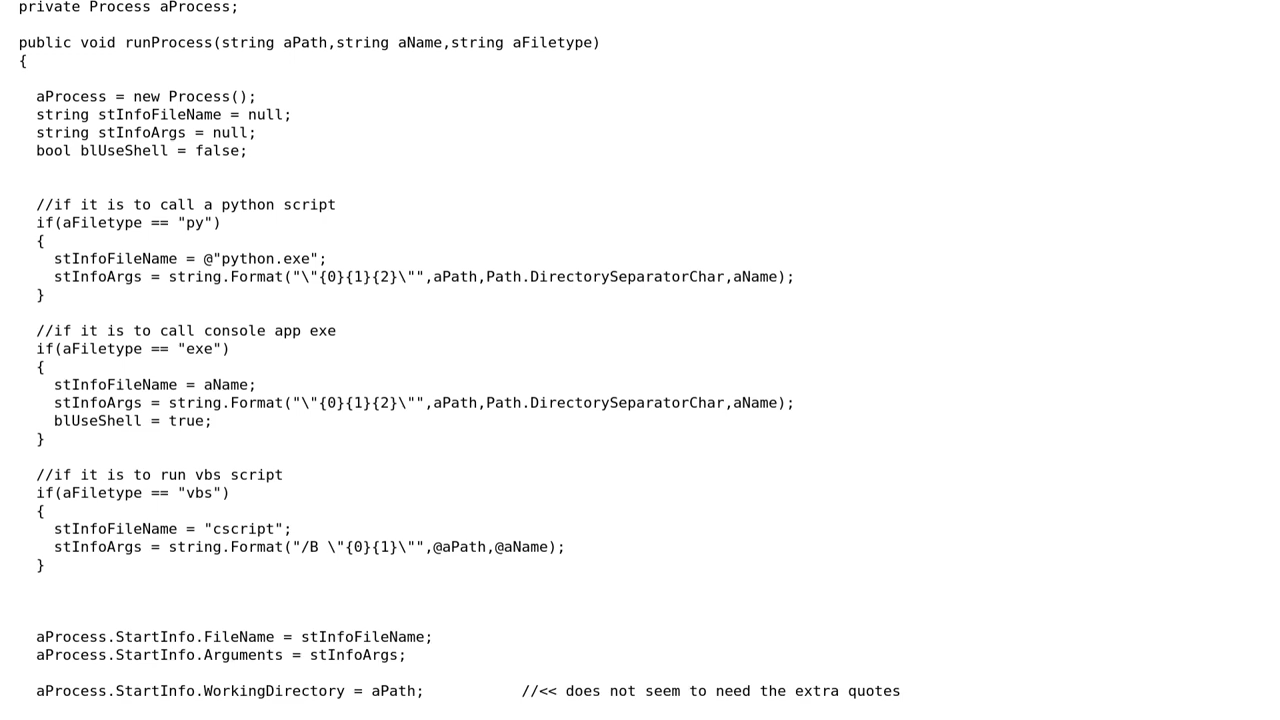 private Process aProcess;
public void runProcess(string aPath,string aName,string aFiletype)
{
aProcess = new Process();
string stInfoFileName = null;
string stInfoArgs = null;
bool blUseShell = false;
//if it is to call a python script
if(aFiletype == "py")
{
stInfoFileName = @"python.exe";
stInfoArgs = string.Format("\"{0}{1}{2}\"",aPath,Path.DirectorySeparatorChar,aName);
}
//if it is to call console app exe
if(aFiletype == "exe")
{
stInfoFileName = aName;
stInfoArgs = string.Format("\"{0}{1}{2}\"",aPath,Path.DirectorySeparatorChar,aName);
blUseShell = true;
}
//if it is to run vbs script
if(aFiletype == "vbs")
{
stInfoFileName = "cscript";
stInfoArgs = string.Format("/B \"{0}{1}\"",@aPath,@aName);
}
aProcess.StartInfo.FileName = stInfoFileName;
aProcess.StartInfo.Arguments = stInfoArgs;
aProcess.StartInfo.WorkingDirectory = aPath; //<< does not seem to need the extra quotes